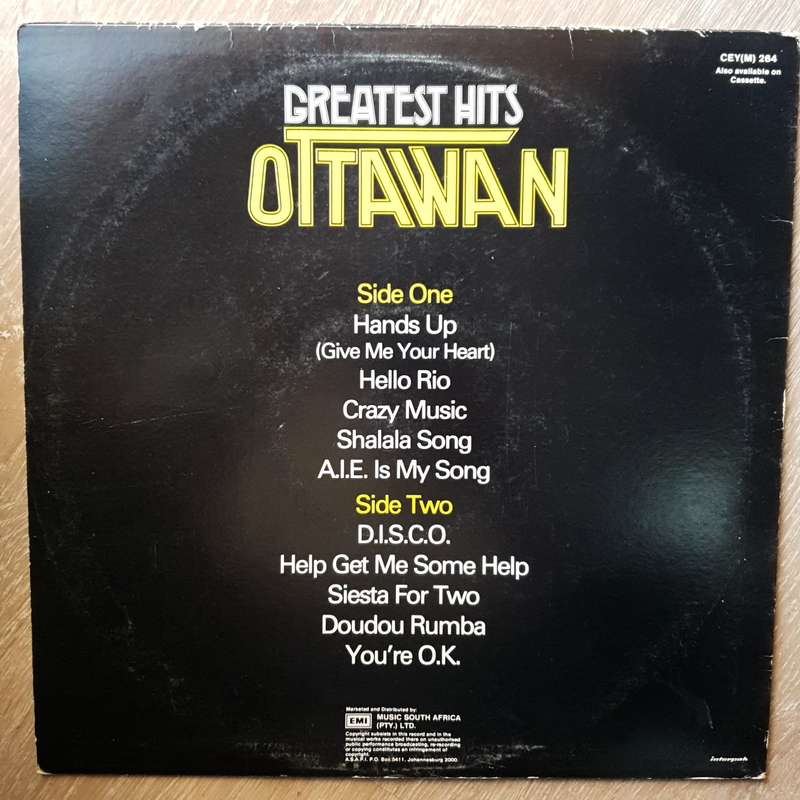 CEY(M) 264
Also available on
Cassette.
GREATEST HITS
OTTAWAN
Side One
Hands Up
(Give Me Your Heart)
Hello Rio
Crazy Music
Shalala Song
A.I.E. Is My Song
Side Two
D.I.S.C.O.
Help Get Me Some Help
Siesta For Two
Doudou Rumba
You're O.K.
Marketed and Distributed by:
EMI MUSIC SOUTH AFRICA
(PTY.) LTD.
Copyright subsists in this record and in the
musical works recorded there on unauthorised
public performance broadcasting, re-recording
or copying constitutes an infringement of
copyright.
A.S.A.P.I. P.O. Box 5411, Johannesburg 2000.
interpak